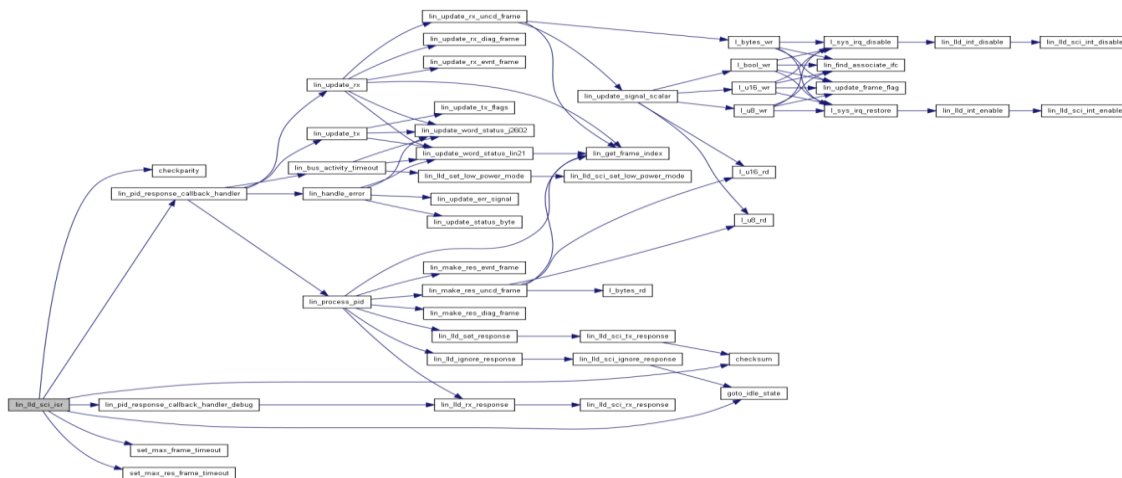 lin_update_rx_uncd_frame
lin_update_rx_diag_frame
lin_update_rx_evnt_frame
lin_update_rx
lin_update_tx_flags
lin_update_tx
lin_update_word_status_j2602
lin_update_word_status_lin21
lin_bus_activity_timeout
checkparity
lin_pid_response_callback_handler
lin_handle_error
lin_lld_set_low_power_mode
lin_lld_sci_set_low_power_mode
lin_update_err_signal
lin_update_status_byte
l_bytes_wr
l_bool_wr
l_u16_wr
l_u8_wr
lin_update_signal_scalar
lin_get_frame_index
l_sys_irq_disable
lin_find_associate_ifc
lin_update_frame_flag
l_sys_irq_restore
lin_lld_int_disable
lin_lld_int_enable
lin_lld_sci_int_disable
lin_lld_sci_int_enable
l_u16_rd
l_u8_rd
lin_make_res_evnt_frame
lin_make_res_uncd_frame
l_bytes_rd
lin_process_pid
lin_make_res_diag_frame
lin_lld_set_response
lin_lld_sci_tx_response
lin_lld_ignore_response
lin_lld_sci_ignore_response
checksum
goto_idle_state
lin_lld_sci_isr
lin_pid_response_callback_handler_debug
lin_lld_rx_response
lin_lld_sci_rx_response
set_max_frame_timeout
set_max_res_frame_timeout